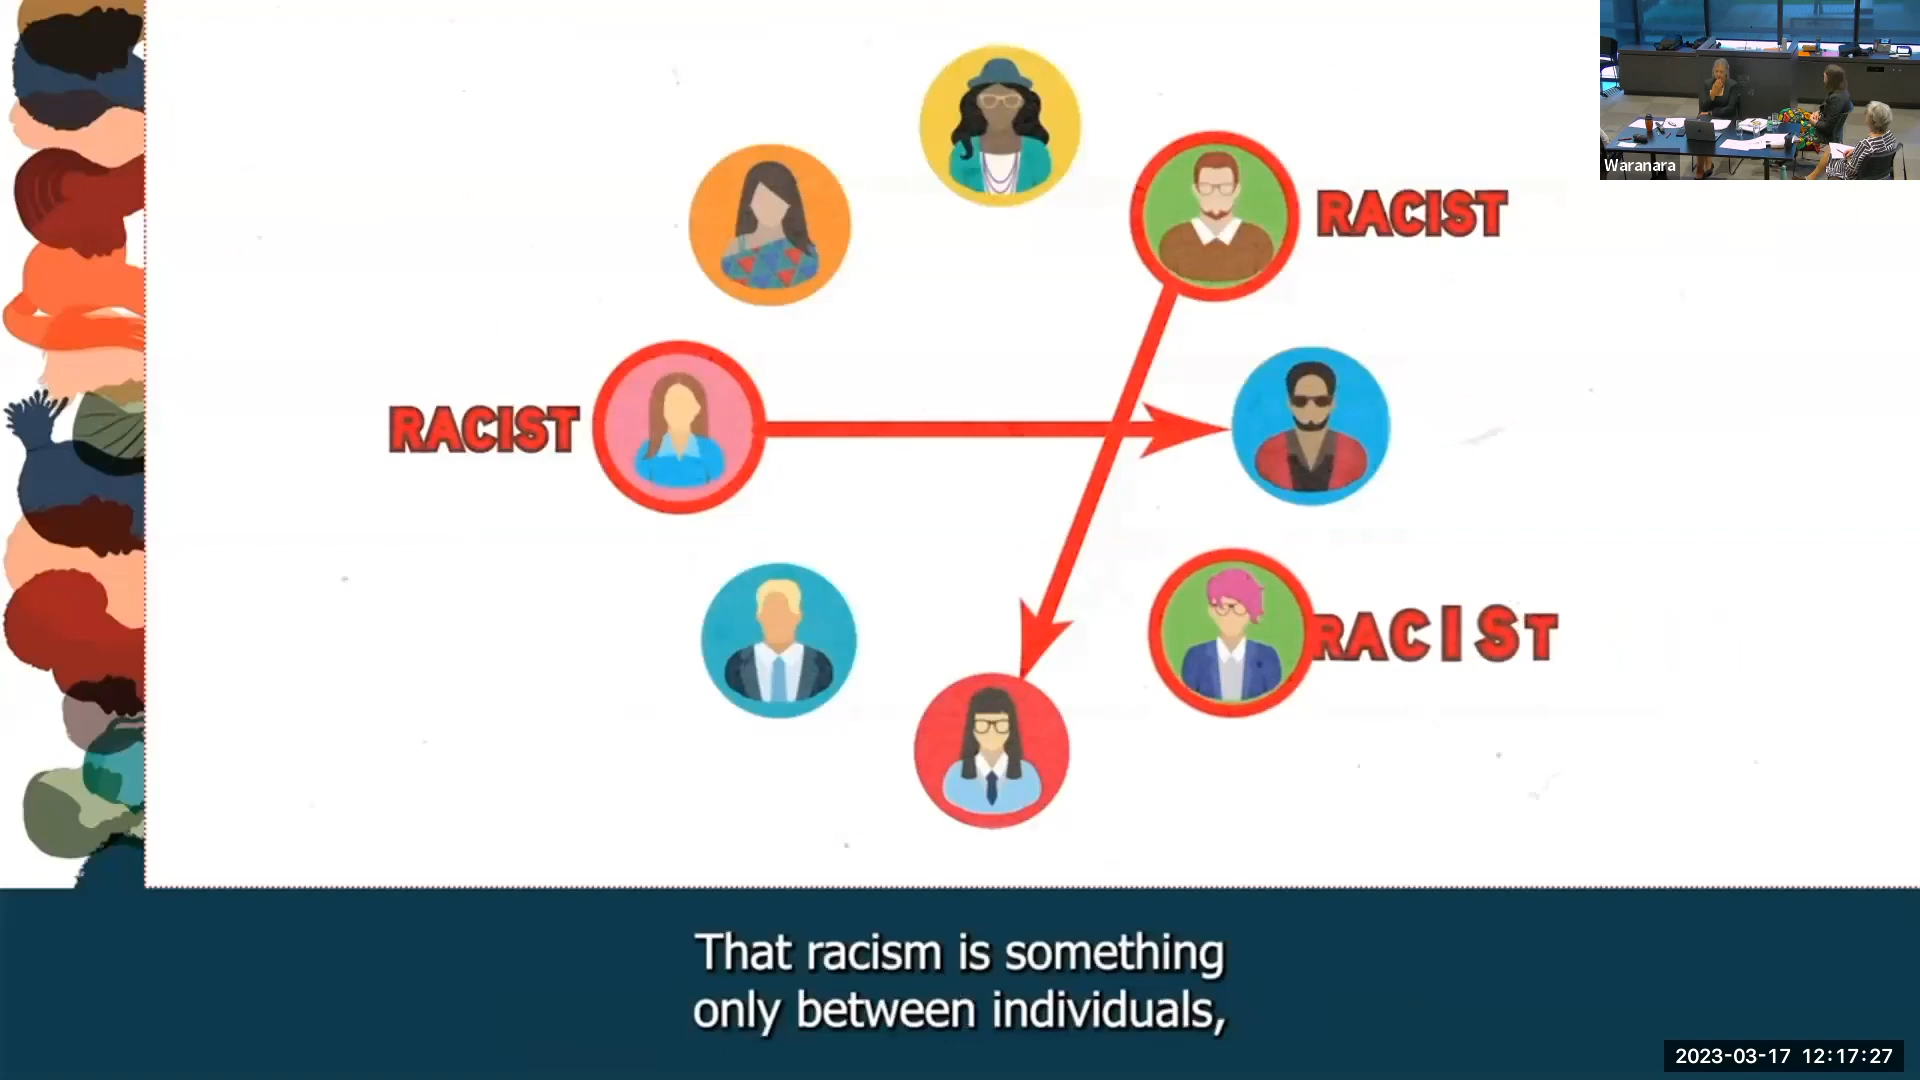 Waranara
RACIST
RACIST
RACIST
That racism is something
only between individuals,
2023-03-17 12:17:27